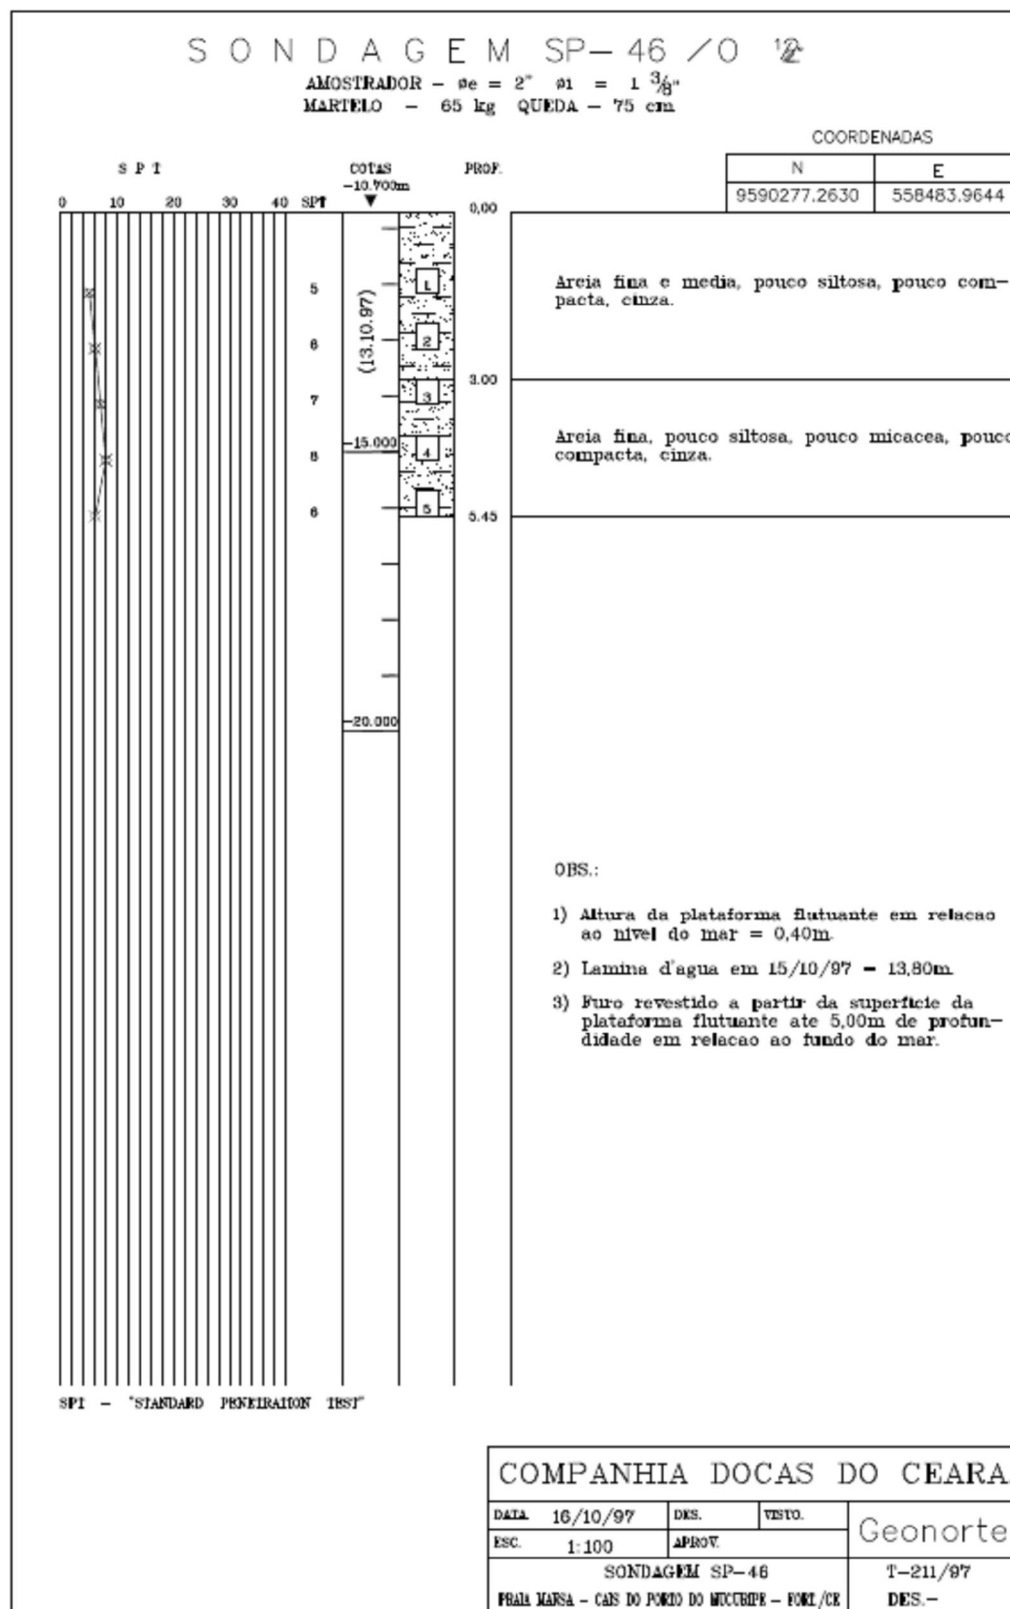 SONDAGEM SP-46 /0
AMOSTRADOR - øe = 2" øi = 1 3/8"
MARTELO - 65 kg QUEDA - 75 cm
COORDENADAS
N E
9590277.2630 558483.9644
SPT COTAS PROF.
-10.700m
0 10 20 30 40 SPT 0,00
1
5
Areia fina e media, pouco siltosa, pouco com-
pacta, cinza.
(13.10.97)
6 2
3.00
7 3
-15.000
8 4
Areia fina, pouco siltosa, pouco micacea, pouco
compacta, cinza.
6 5 5.45
-20.000
OBS.:
1) Altura da plataforma flutuante em relacao
ao nivel do mar = 0,40m.
2) Lamina d'agua em 15/10/97 = 13,80m
3) Furo revestido a partir da superficie da
plataforma flutuante ate 5,00m de profun-
didade em relacao ao fundo do mar.
SPT - "STANDARD PENETRATION TEST"
COMPANHIA DOCAS DO CEARA
DATA 16/10/97 DES. VISTO.
Geonorte
ESC. 1:100 APROV.
SONDAGEM SP-46 T-211/97
PRAIA MANSA - CAIS DO PORTO DO MUCURIPE - FORT./CE DES.-